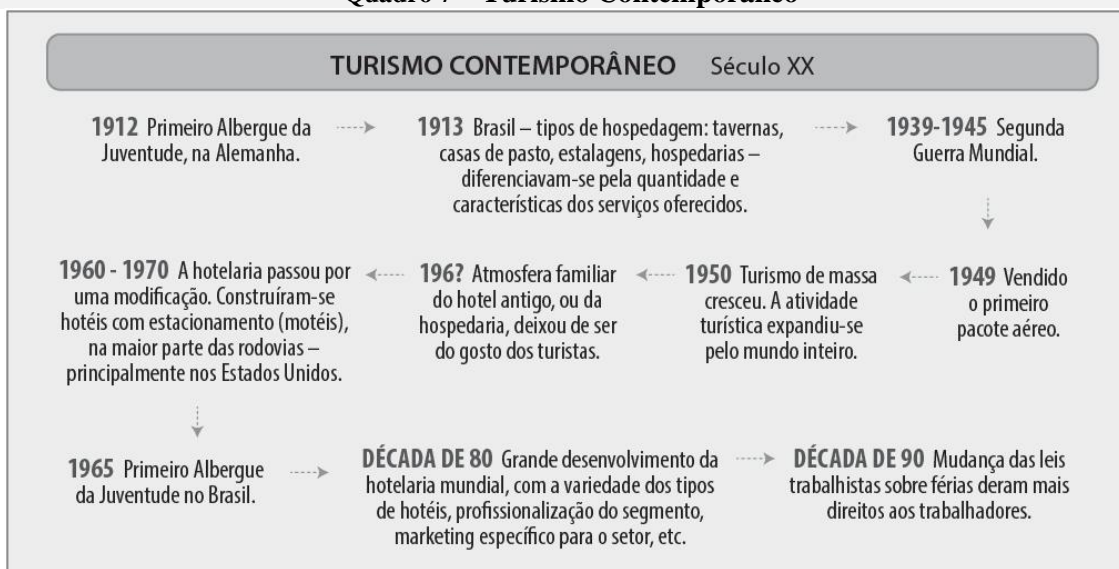 Quadro 7 – Turismo Contemporâneo
TURISMO CONTEMPORÂNEO Século XX
1912 Primeiro Albergue da
Juventude, na Alemanha.
1913 Brasil – tipos de hospedagem: tavernas,
casas de pasto, estalagens, hospedarias –
diferenciavam-se pela quantidade e
características dos serviços oferecidos.
1939-1945 Segunda
Guerra Mundial.
1949 Vendido
o primeiro
pacote aéreo.
1950 Turismo de massa
cresceu. A atividade
turística expandiu-se
pelo mundo inteiro.
196? Atmosfera familiar
do hotel antigo, ou da
hospedaria, deixou de ser
do gosto dos turistas.
1960 - 1970 A hotelaria passou por
uma modificação. Construíram-se
hotéis com estacionamento (motéis),
na maior parte das rodovias –
principalmente nos Estados Unidos.
1965 Primeiro Albergue
da Juventude no Brasil.
DÉCADA DE 80 Grande desenvolvimento da
hotelaria mundial, com a variedade dos tipos
de hotéis, profissionalização do segmento,
marketing específico para o setor, etc.
DÉCADA DE 90 Mudança das leis
trabalhistas sobre férias deram mais
direitos aos trabalhadores.